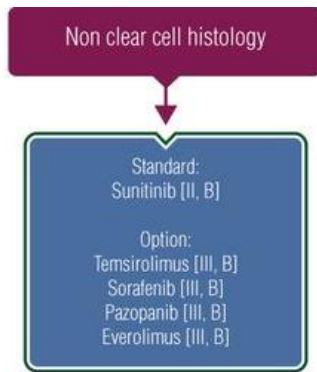 Non clear cell histology
Standard:
Sunitinib [II, B]
Option:
Temsirolimus [III, B]
Sorafenib [III, B]
Pazopanib [III, B]
Everolimus [III, B]